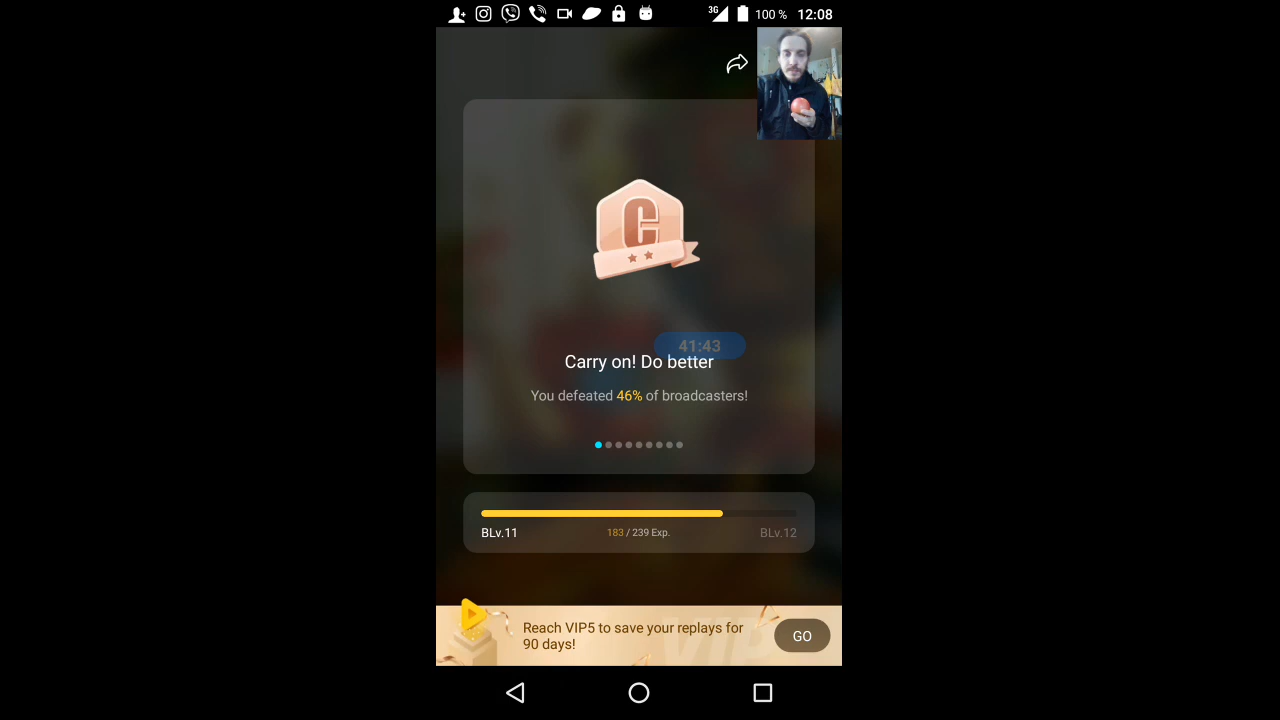 3G 100 % 12:08
C
41:43
Carry on! Do better
You defeated 46% of broadcasters!
BLv.11 183 / 239 Exp. BLv.12
Reach VIP5 to save your replays for
90 days!
GO
VIP